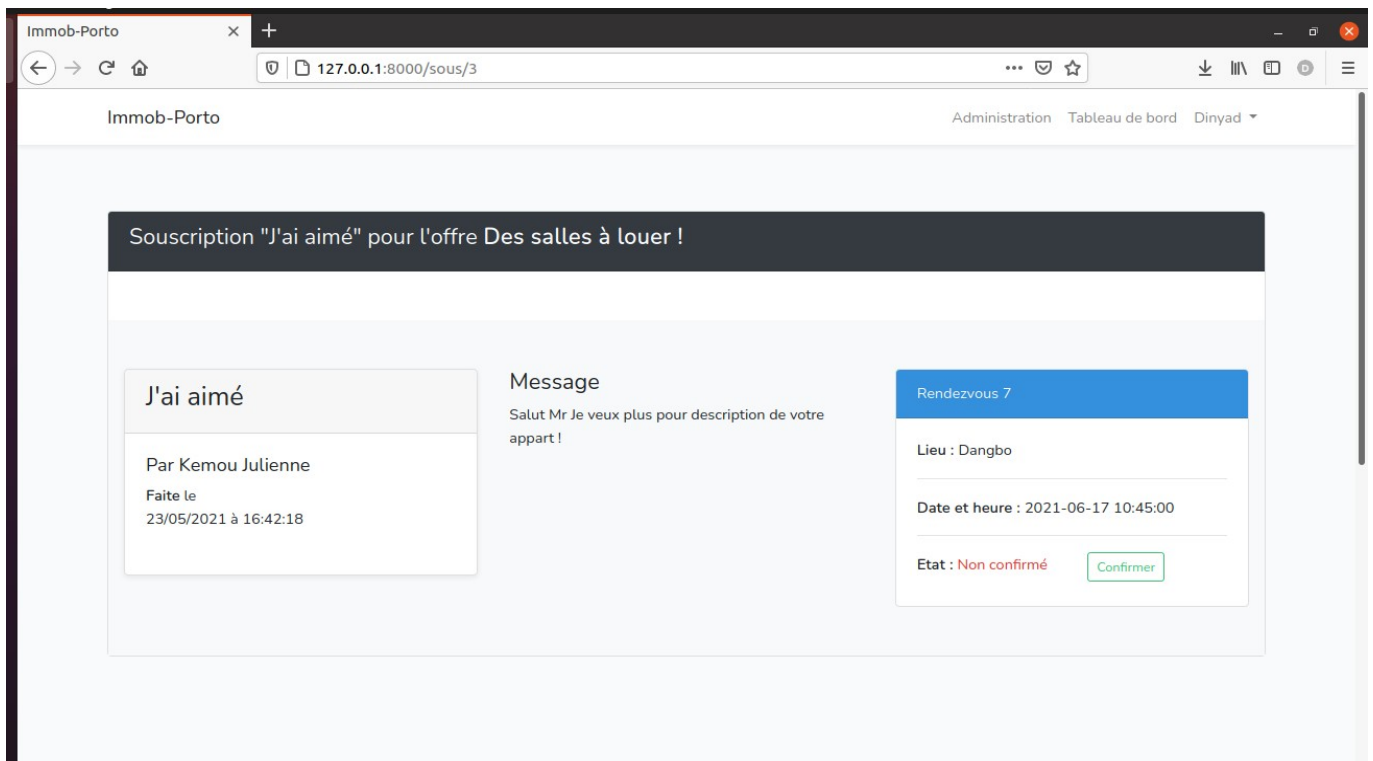 Immob-Porto
127.0.0.1:8000/sous/3
Immob-Porto
Administration Tableau de bord Dinyad
Souscription "J'ai aimé" pour l'offre Des salles à louer !
J'ai aimé
Par Kemou Julienne
Faite le
23/05/2021 à 16:42:18
Message
Salut Mr Je veux plus pour description de votre
appart !
Rendezvous 7
Lieu : Dangbo
Date et heure : 2021-06-17 10:45:00
Etat : Non confirmé Confirmer